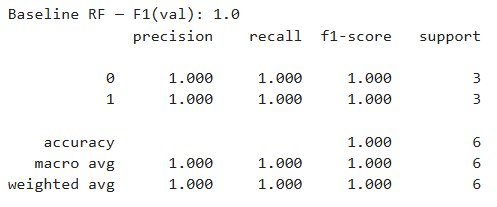 Baseline RF — F1(val): 1.0
precision recall f1-score support
0 1.000 1.000 1.000 3
1 1.000 1.000 1.000 3
accuracy 1.000 6
macro avg 1.000 1.000 1.000 6
weighted avg 1.000 1.000 1.000 6